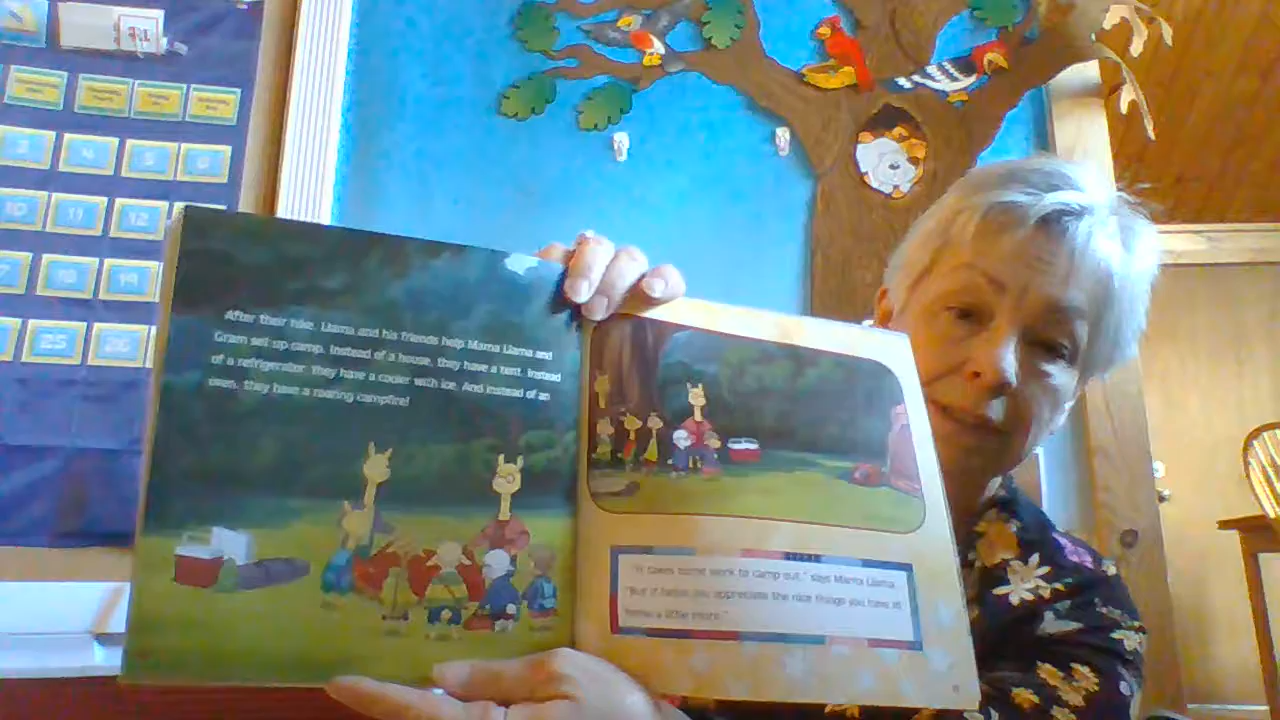 3 4 5 6
10 11 12
18 19
25 26
After their hike, Llama and his friends help Mama Llama and
Gram set up camp. Instead of a house, they have a tent. Instead
of a refrigerator, they have a cooler with ice. And instead of an
oven, they have a roaring campfire!
"It takes some work to camp out," says Mama Llama.
"But it helps you appreciate the nice things you have at
home a little more."